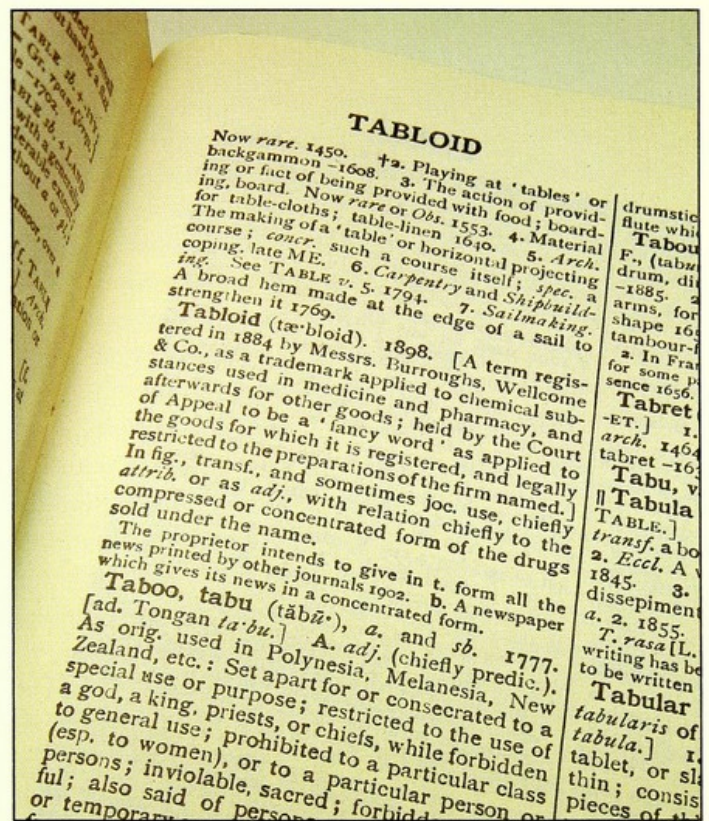 TABLE sb. 4
TABLOID
Now rare. 1450. †2. Playing at 'tables' or
backgammon –1608. 3. The action of provid-
ing or fact of being provided with food; board-
ing, board. Now rare or Obs. 1553. 4. Material
for table-cloths; table-linen 1640. 5. Arch.
The making of a 'table' or horizontal projecting
course; concr. such a course itself; spec. a
coping. late ME. 6. Carpentry and Shipbuild-
ing. See TABLE v. 5. 1794. 7. Sailmaking.
A broad hem made at the edge of a sail to
strengthen it 1769.
Tabloid (tæ·bloid). 1898. [A term regis-
tered in 1884 by Messrs. Burroughs, Wellcome
& Co., as a trademark applied to chemical sub-
stances used in medicine and pharmacy, and
afterwards for other goods; held by the Court
of Appeal to be a 'fancy word' as applied to
the goods for which it is registered, and legally
restricted to the preparations of the firm named.]
In fig., transf., and sometimes joc. use, chiefly
attrib. or as adj., with relation chiefly to the
compressed or concentrated form of the drugs
sold under the name.
The proprietor intends to give in t. form all the
news printed by other journals 1902. b. A newspaper
which gives its news in a concentrated form.
Taboo, tabu (tăbū·), a. and sb. 1777.
[ad. Tongan ta·bu.] A. adj. (chiefly predic.).
As orig. used in Polynesia, Melanesia, New
Zealand, etc.: Set apart for or consecrated to a
special use or purpose; restricted to the use of
a god, a king, priests, or chiefs, while forbidden
to general use; prohibited to a particular class
(esp. to women), or to a particular person or
persons; inviolable, sacred; forbidd
ful; also said of person
or temporary
drumstic
flute whi
Tabou
F., (tabu
drum, di
–1885. 2
arms, for
shape 16
tambour-f
2. In Fran
for some p
sence 1656.
Tabret
-ET.] 1.
arch. 1464
tabret –16
Tabu, v
‖ Tabula
TABLE.]
transf. a bo
2. Eccl. A
1845. 3.
dissepiment
a. 2. 1855.
T. rasa [L.
writing has be
to be written
Tabular
tabularis of
tabula.] 1.
tablet, or sla
thin; consis
pieces of th